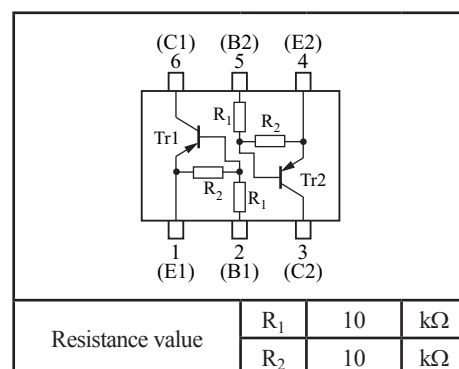 (C1) (B2) (E2)
6 5 4
R1
R2
Tr1
Tr2
R2
R1
1 2 3
(E1) (B1) (C2)
Resistance value R1 10 kΩ
R2 10 kΩ